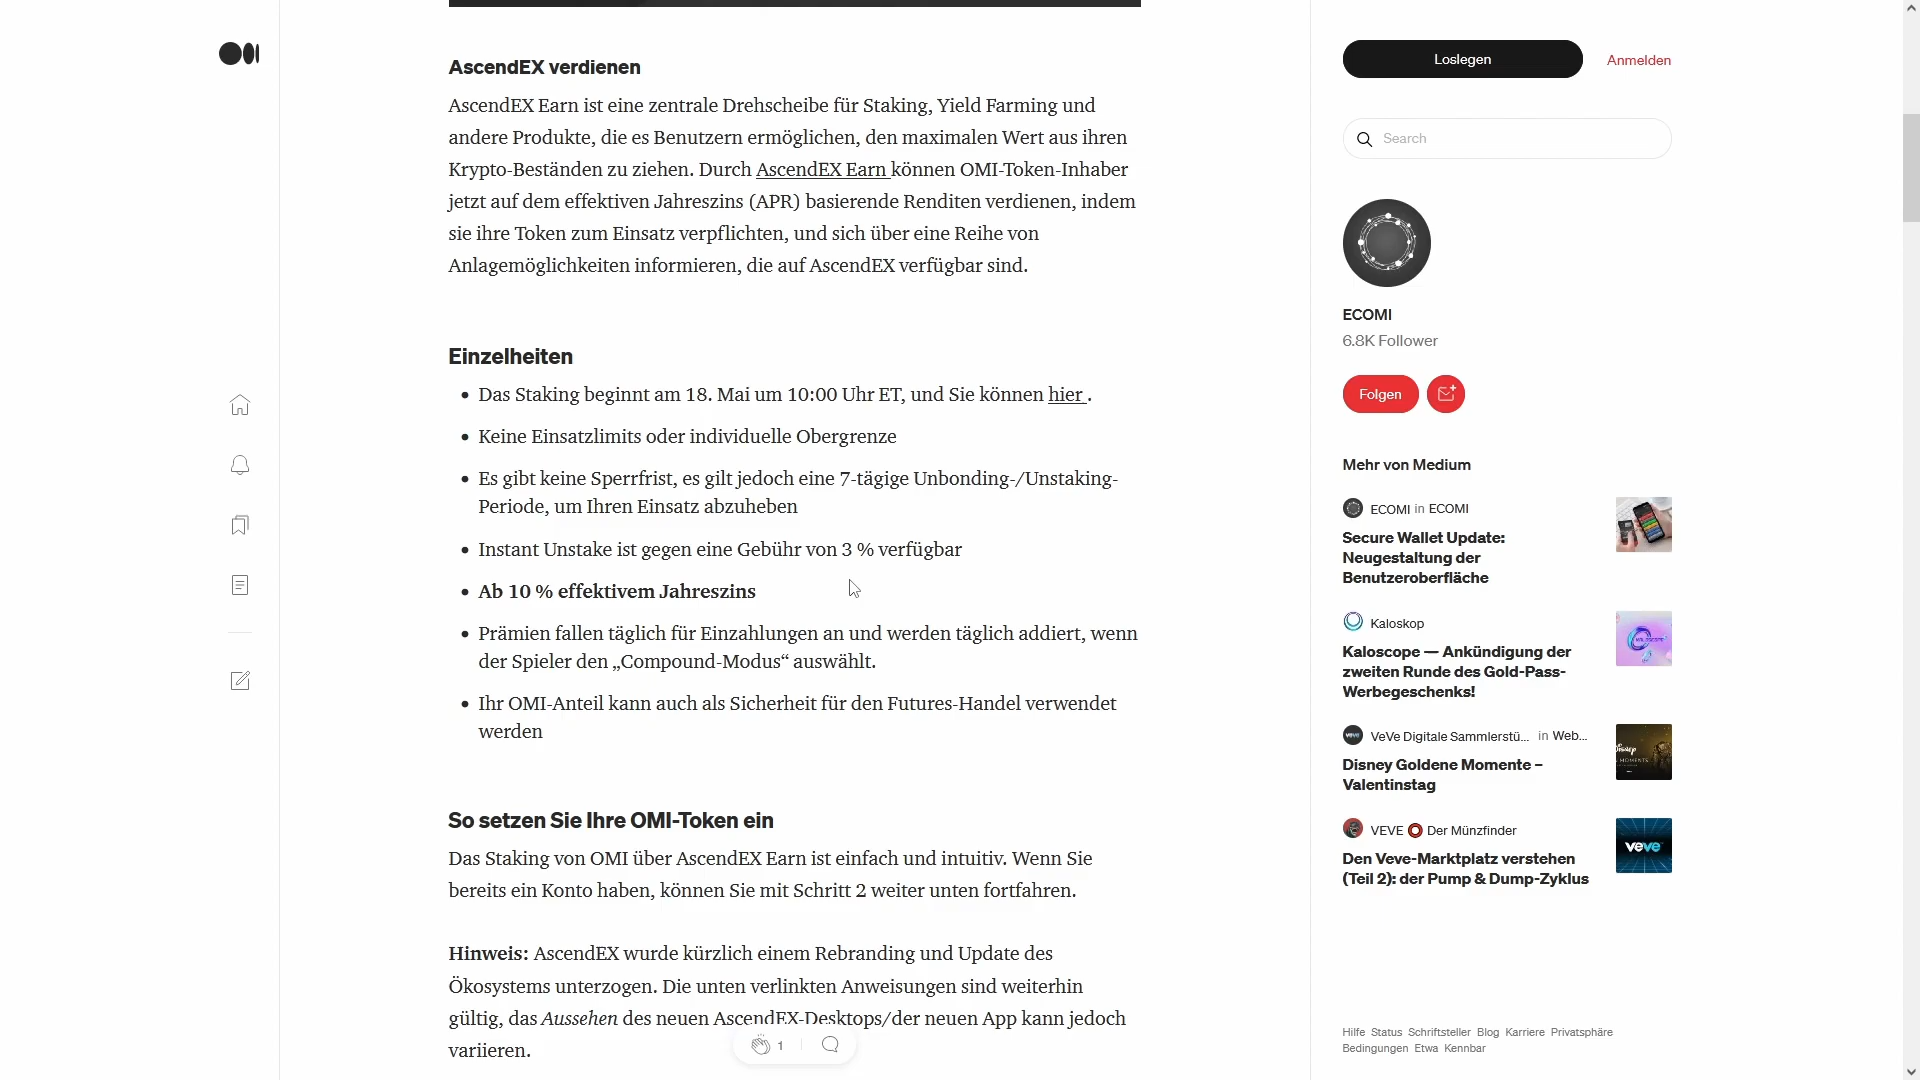 AscendEX verdienen
AscendEX Earn ist eine zentrale Drehscheibe für Staking, Yield Farming und
andere Produkte, die es Benutzern ermöglichen, den maximalen Wert aus ihren
Krypto-Beständen zu ziehen. Durch AscendEX Earn können OMI-Token-Inhaber
jetzt auf dem effektiven Jahreszins (APR) basierende Renditen verdienen, indem
sie ihre Token zum Einsatz verpflichten, und sich über eine Reihe von
Anlagemöglichkeiten informieren, die auf AscendEX verfügbar sind.
Einzelheiten
Das Staking beginnt am 18. Mai um 10:00 Uhr ET, und Sie können hier .
Keine Einsatzlimits oder individuelle Obergrenze
Es gibt keine Sperrfrist, es gilt jedoch eine 7-tägige Unbonding-/Unstaking-
Periode, um Ihren Einsatz abzuheben
Instant Unstake ist gegen eine Gebühr von 3 % verfügbar
Ab 10 % effektivem Jahreszins
Prämien fallen täglich für Einzahlungen an und werden täglich addiert, wenn
der Spieler den „Compound-Modus“ auswählt.
Ihr OMI-Anteil kann auch als Sicherheit für den Futures-Handel verwendet
werden
So setzen Sie Ihre OMI-Token ein
Das Staking von OMI über AscendEX Earn ist einfach und intuitiv. Wenn Sie
bereits ein Konto haben, können Sie mit Schritt 2 weiter unten fortfahren.
Hinweis: AscendEX wurde kürzlich einem Rebranding und Update des
Ökosystems unterzogen. Die unten verlinkten Anweisungen sind weiterhin
gültig, das Aussehen des neuen AscendEX-Desktops/der neuen App kann jedoch
variieren.
1
Loslegen
Anmelden
Search
ECOMI
6.8K Follower
Folgen
Mehr von Medium
ECOMI in ECOMI
Secure Wallet Update:
Neugestaltung der
Benutzeroberfläche
Kaloskop
Kaloscope — Ankündigung der
zweiten Runde des Gold-Pass-
Werbegeschenks!
VeVe Digitale Sammlerstü... in Web...
Disney Goldene Momente –
Valentinstag
VEVE Der Münzfinder
Den Veve-Marktplatz verstehen
(Teil 2): der Pump & Dump-Zyklus
veve
Hilfe Status Schriftsteller Blog Karriere Privatsphäre
Bedingungen Etwa Kennbar